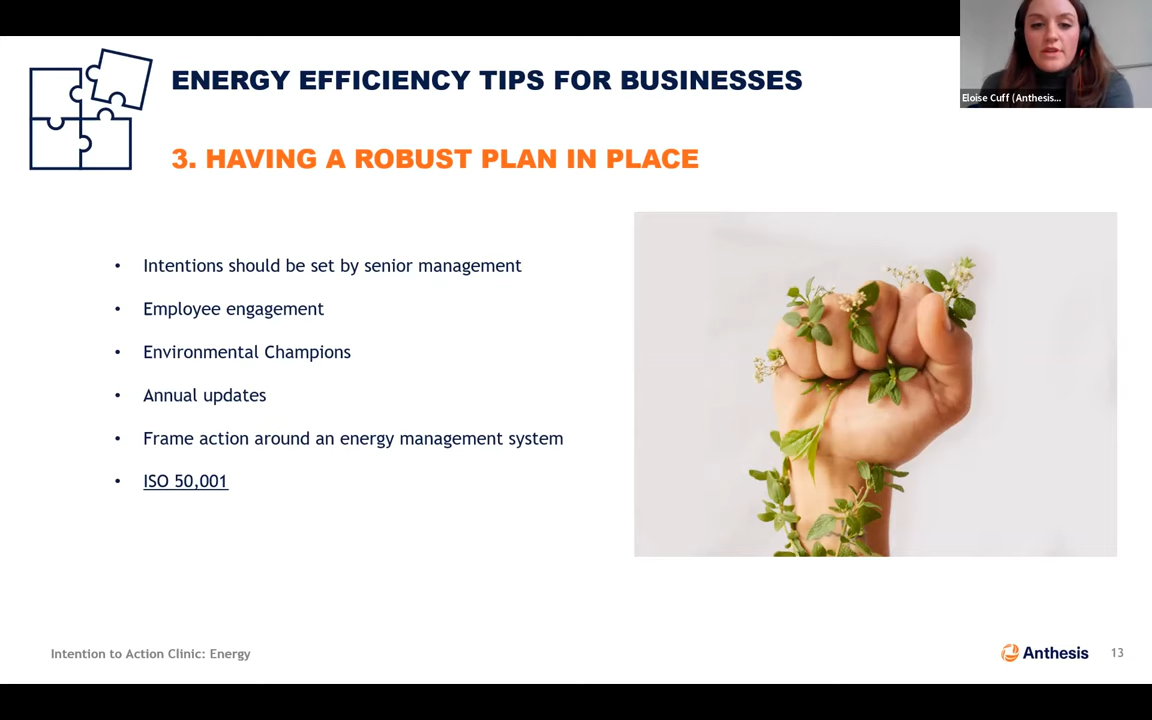 ENERGY EFFICIENCY TIPS FOR BUSINESSES
Eloise Cuff (Anthesis...
3. HAVING A ROBUST PLAN IN PLACE
• Intentions should be set by senior management
• Employee engagement
• Environmental Champions
• Annual updates
• Frame action around an energy management system
• ISO 50,001
Intention to Action Clinic: Energy
Anthesis
13